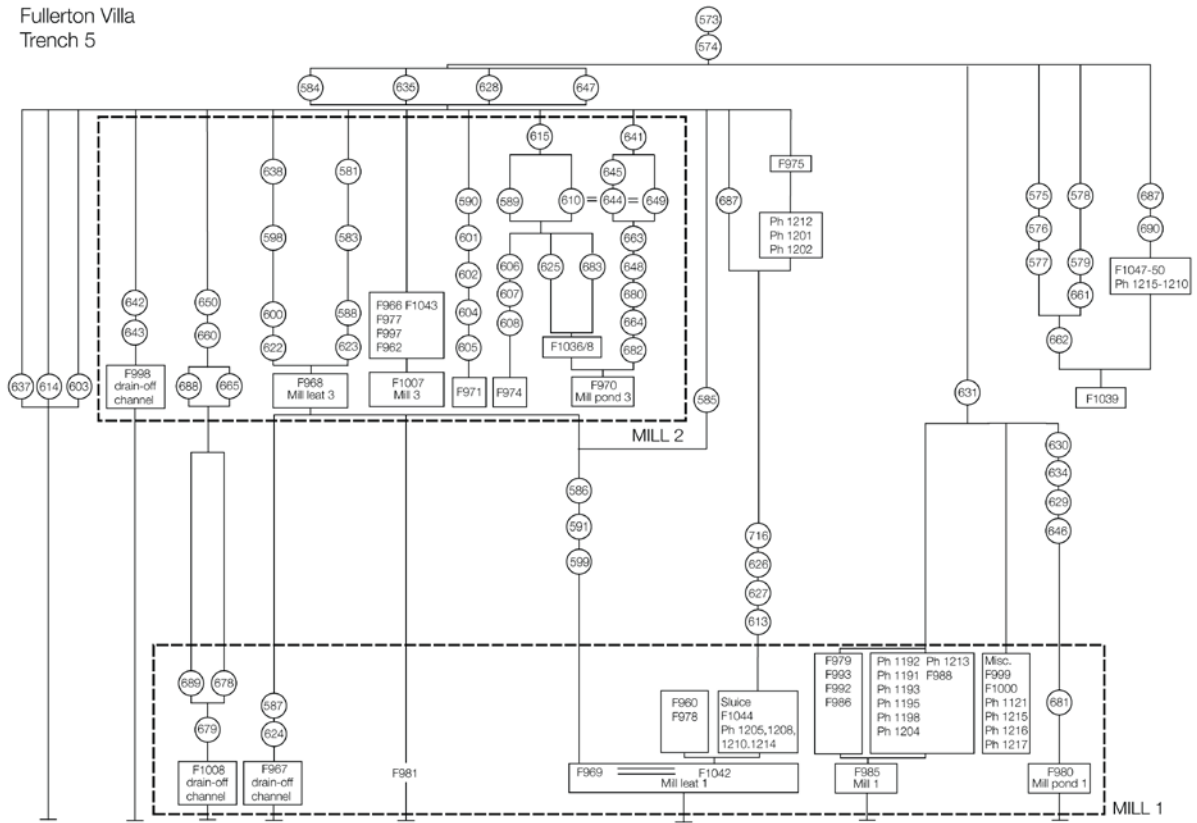 Fullerton Villa
Trench 5
573
574
584
635
628
647
615
641
638
581
645
F975
589
610 = 644 = 649
590
687
575
578
687
Ph 1212
Ph 1201
Ph 1202
576
690
598
583
601
663
577
579
606
625
683
648
602
F1047-50
Ph 1215-1210
661
642
650
607
680
F966 F1043
F977
F997
F962
600
588
604
643
660
608
664
622
623
605
F1036/8
682
662
637
614
603
F998
drain-off
channel
688
665
F968
Mill leat 3
F1007
Mill 3
F971
F974
F970
Mill pond 3
585
631
F1039
MILL 2
630
634
629
646
586
591
599
716
626
627
613
689
678
587
679
624
F960
F978
Sluice
F1044
Ph 1205,1208,
1210.1214
F979
F993
F992
F986
Ph 1192 Ph 1213
Ph 1191 F988
Ph 1193
Ph 1195
Ph 1198
Ph 1204
Misc.
F999
F1000
Ph 1121
Ph 1215
Ph 1216
Ph 1217
681
F1008
drain-off
channel
F967
drain-off
channel
F981
F969 F1042
Mill leat 1
F985
Mill 1
F980
Mill pond 1
MILL 1